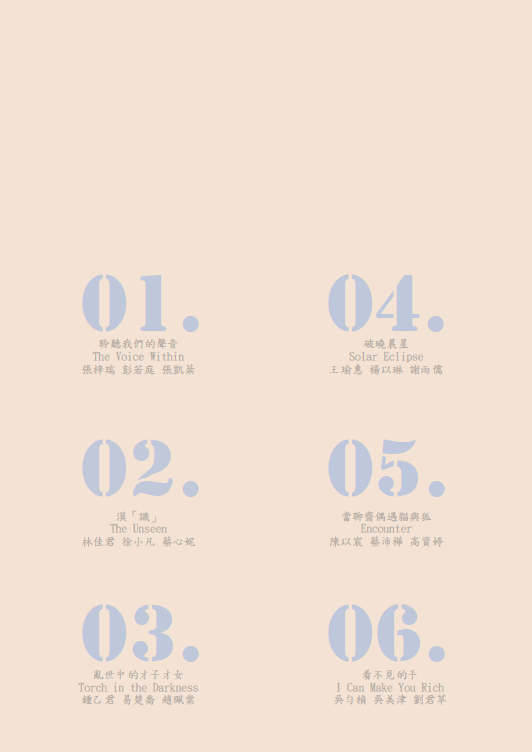 01.
聆聽我們的聲音
The Voice Within
張梓瑞 彭若庭 張凱棻
02.
漠「識」
The Unseen
林佳君 徐小凡 蔡心妮
03.
亂世中的才子才女
Torch in the Darkness
鍾乙君 易楚喬 趙珮棠
04.
破曉晨星
Solar Eclipse
王瑜惠 楊以琳 謝雨儒
05.
當聊齋偶遇貓與狐
Encounter
陳以宸 蔡沛樺 高資婷
06.
看不見的手
I Can Make You Rich
吳勻楨 吳美津 劉君苹